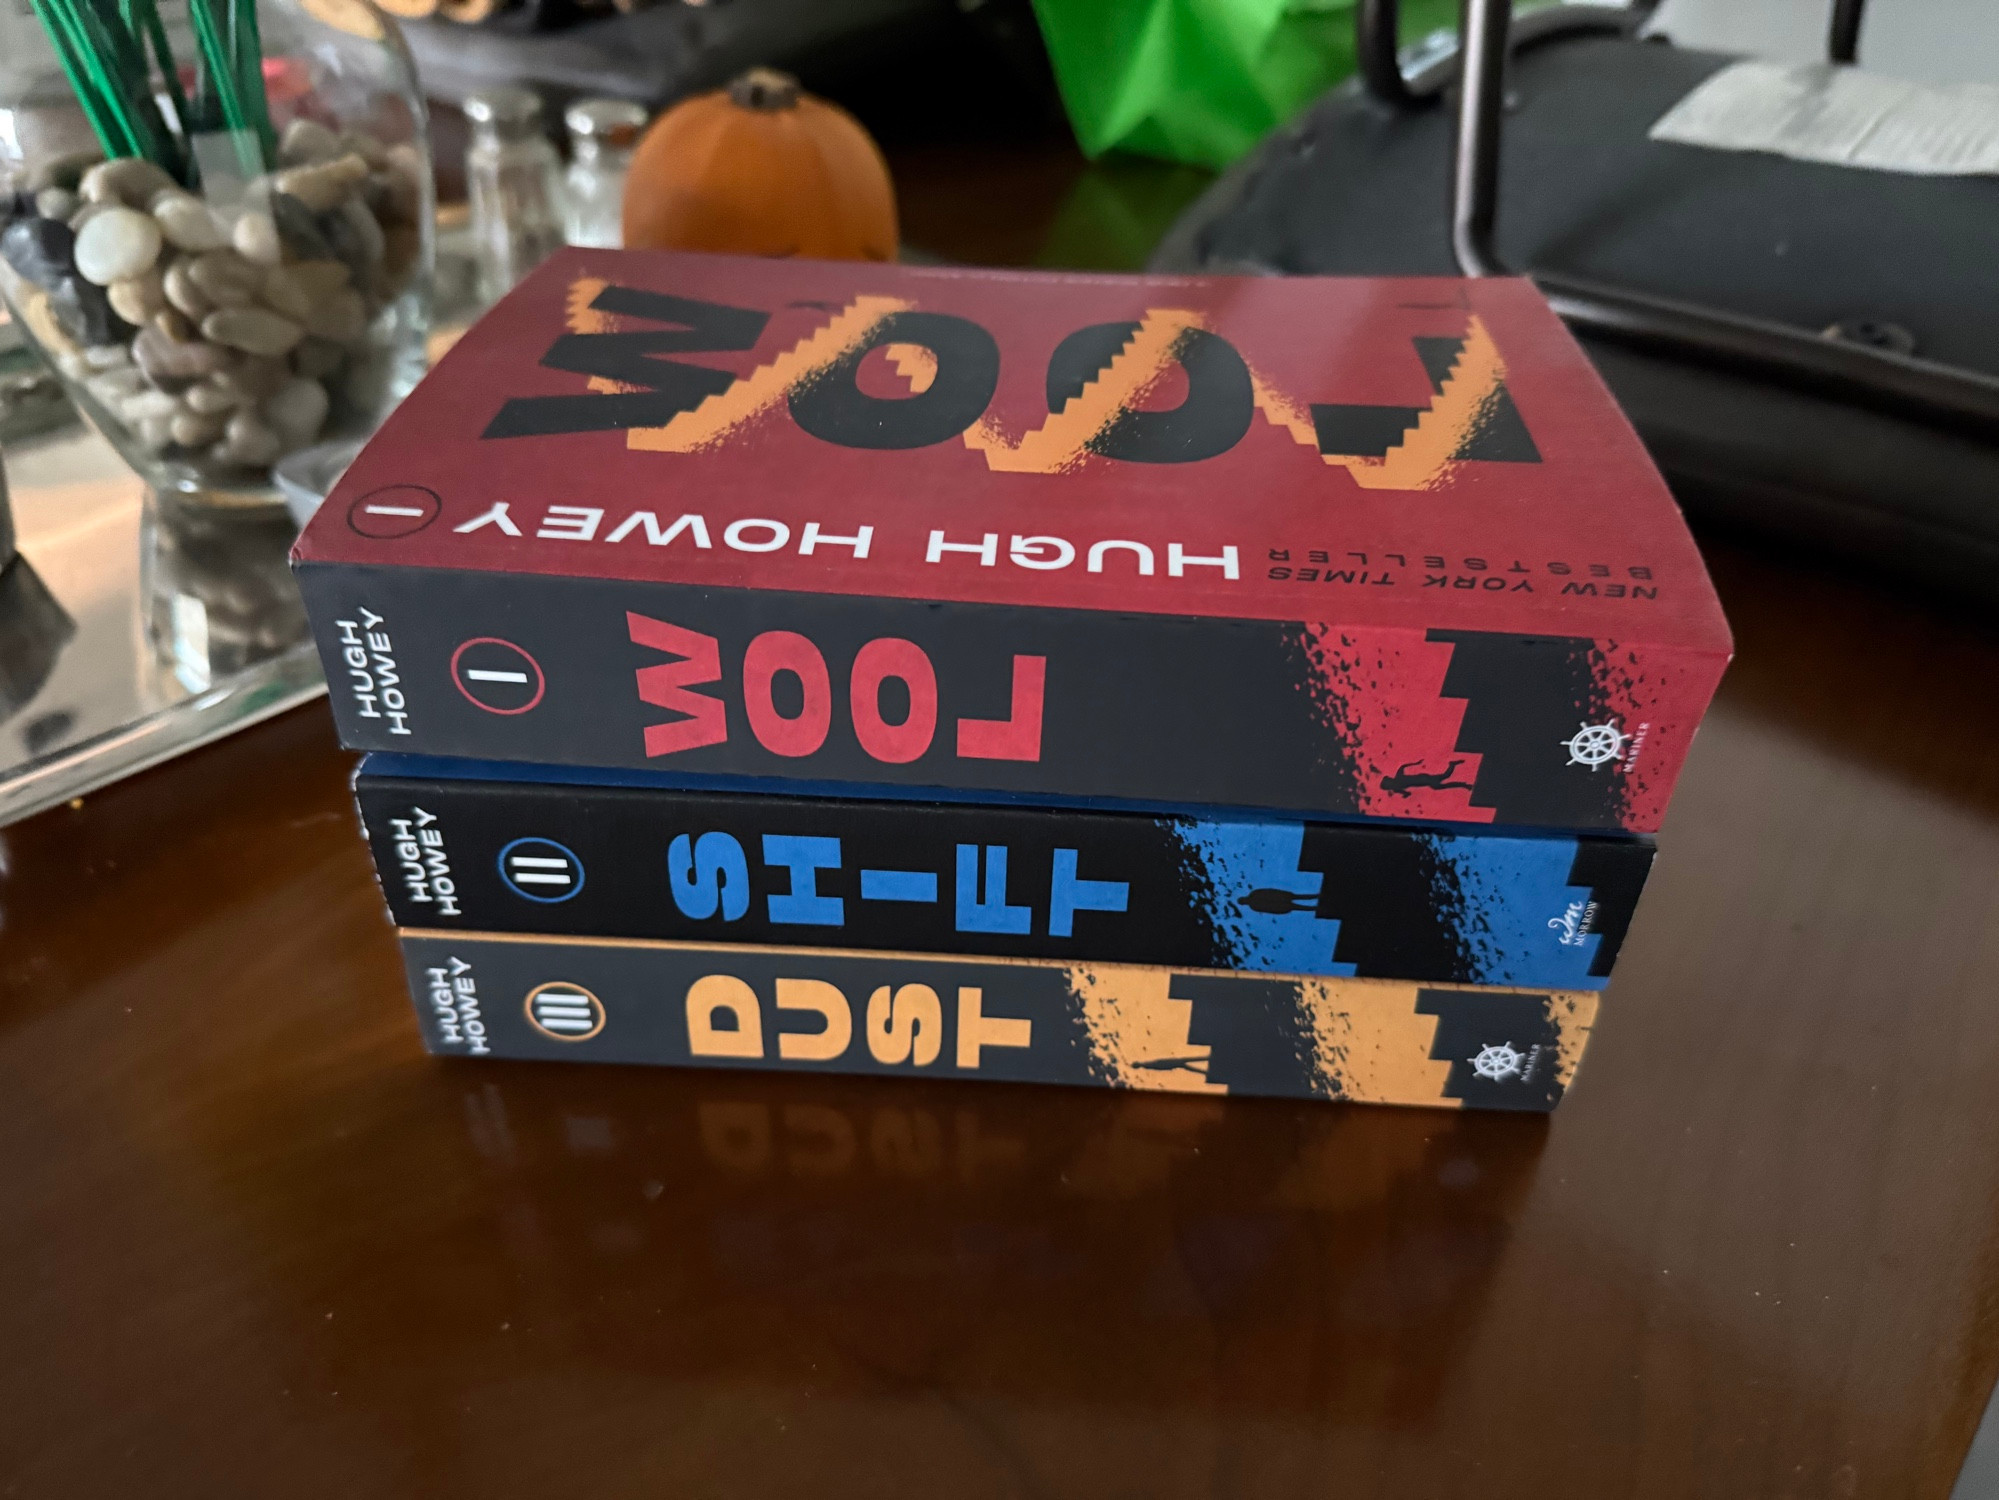 WOOL
I
HUGH HOWEY
NEW YORK TIMES
BESTSELLER
HUGH
HOWEY
I
WOOL
MARINER
HUGH
HOWEY
II
SHIFT
wm
MORROW
HUGH
HOWEY
III
DUST
MARINER